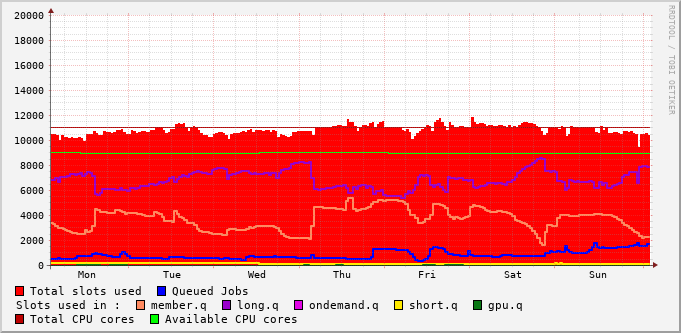 20000
18000
16000
14000
12000
10000
8000
6000
4000
2000
0
Mon Tue Wed Thu Fri Sat Sun
RRDTOOL / TOBI OETIKER
Total slots used Queued Jobs
Slots used in : member.q long.q ondemand.q short.q gpu.q
Total CPU cores Available CPU cores